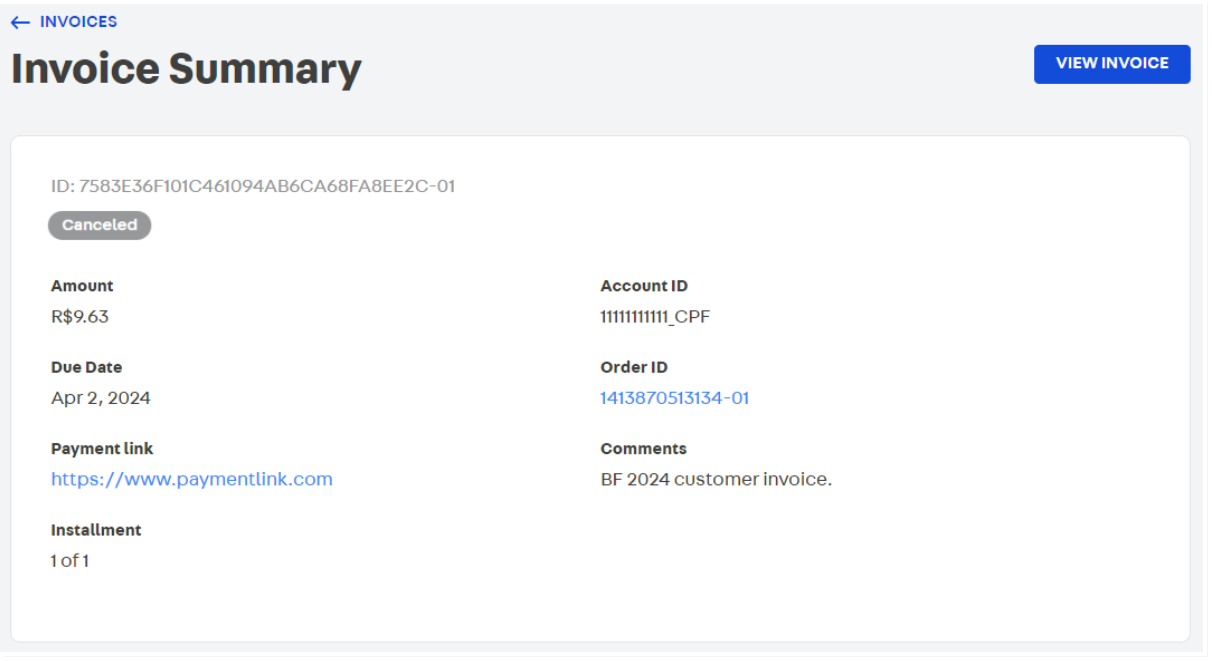 ← INVOICES
Invoice Summary
VIEW INVOICE
ID: 7583E36F101C461094AB6CA68FA8EE2C-01
Canceled
Amount
R$9.63
Account ID
11111111111_CPF
Due Date
Apr 2, 2024
Order ID
1413870513134-01
Payment link
https://www.paymentlink.com
Comments
BF 2024 customer invoice.
Installment
1 of 1